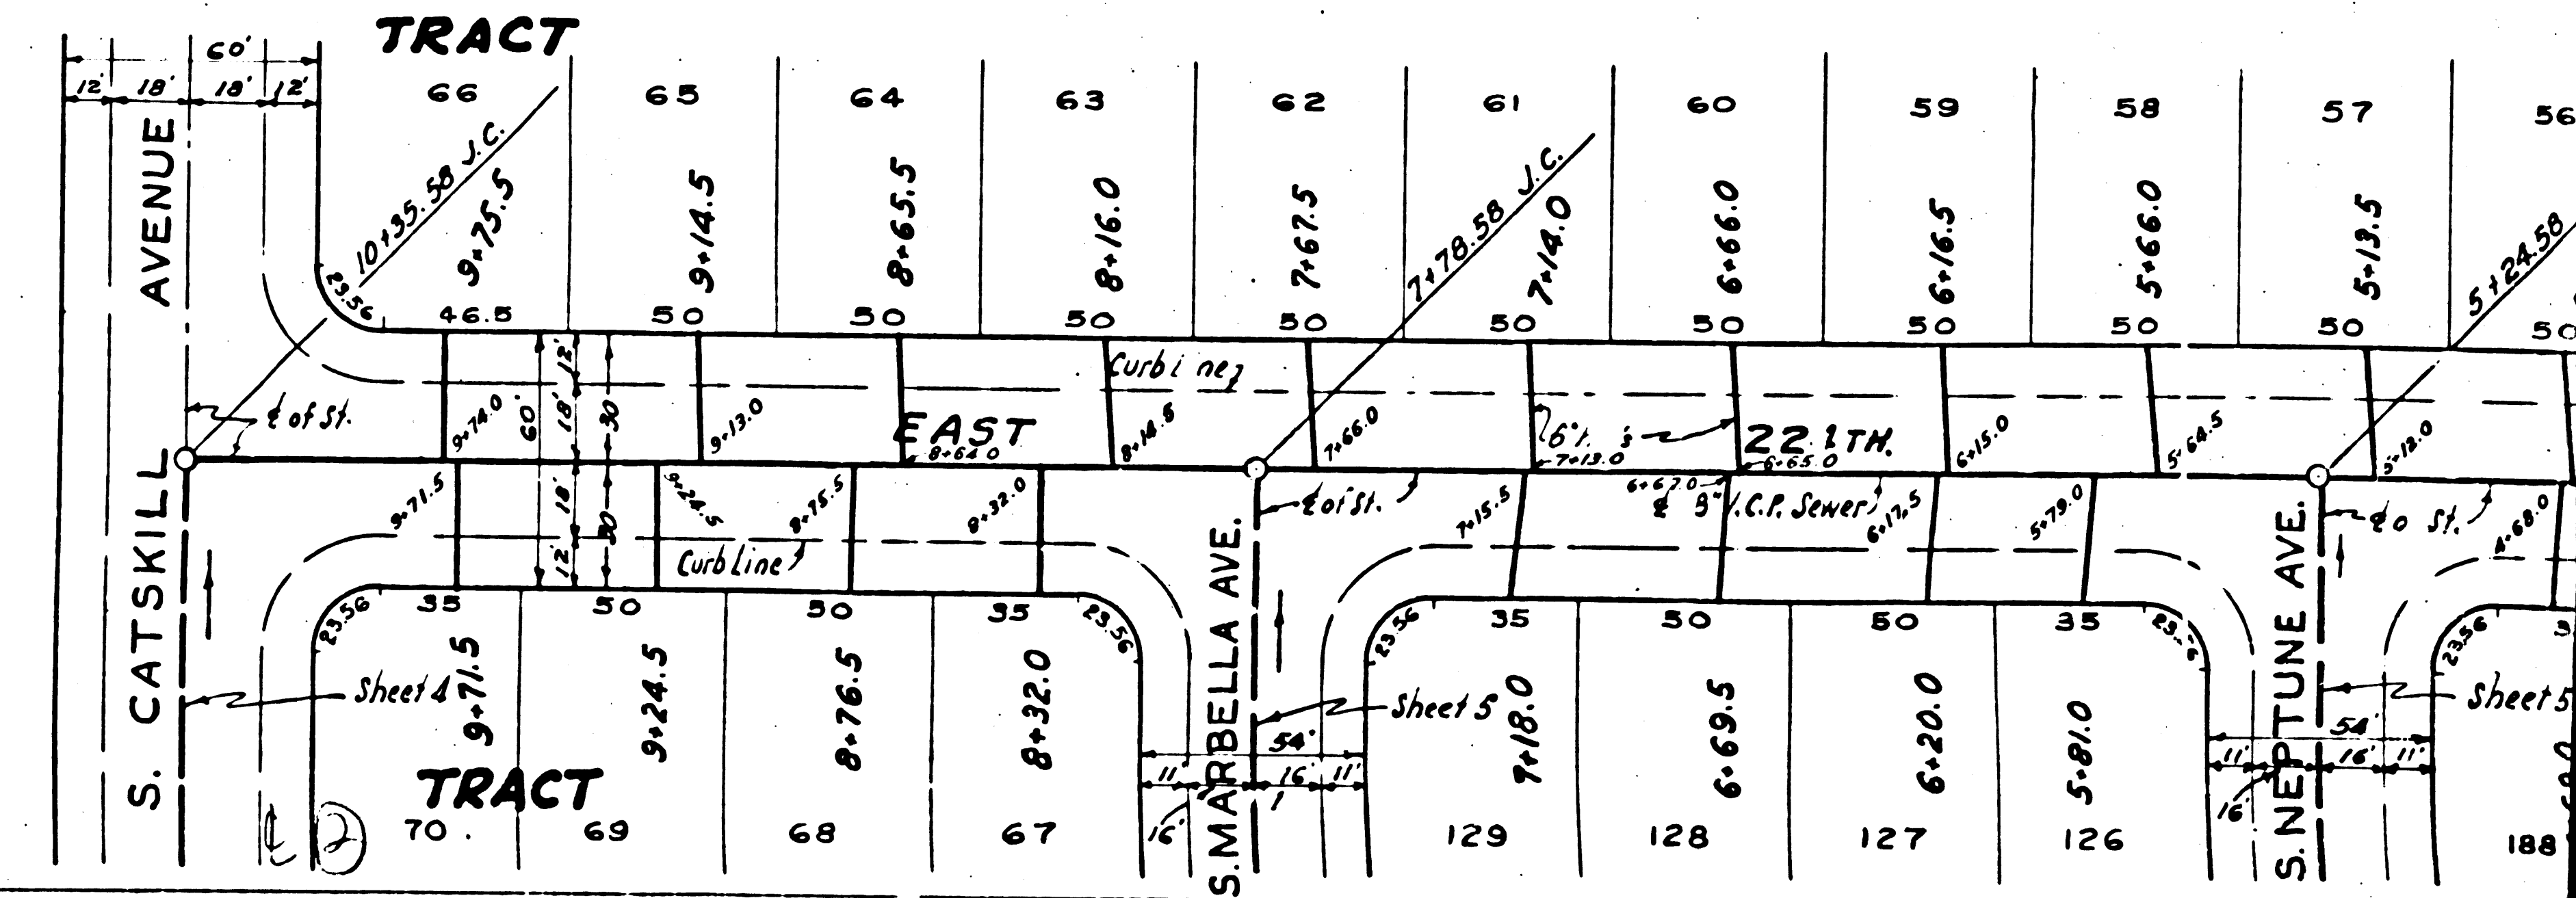 TRACT
60'
12' 18' 18' 12'
66 65 64 63 62 61 60 59 58 57 56
AVENUE
10+35.58 J.C.
7+78.58 J.C.
5+24.58
9+75.5 9+14.5 8+65.5 8+16.0 7+67.5 7+14.0 6+66.0 6+16.5 5+66.0 5+13.5
23.56 46.5 50 50 50 50 50 50 50 50 50 50
Curb Line
12'
18'
60'
30
℄ of St.
9+74.0 9+13.0 8+64.0 8+14.5 7+66.0 7+13.0 6+65.0 6+15.0 5+64.5 5+12.0
EAST 221TH.
9+71.5 9+24.5 8+75.5 8+32.0 7+15.5 6+67.0 6+17.5 5+79.0 4+68.0
18'
30
12'
Curb Line
℄ of St.
℄ 8" V.C.P. Sewer
℄ o St.
23.56 35 50 50 35 23.56 23.56 35 50 50 35 23.56
S. CATSKILL
S. MARBELLA AVE.
S. NEPTUNE AVE.
Sheet 4
Sheet 5
Sheet 5
9+71.5 9+24.5 8+76.5 8+32.0 7+18.0 6+69.5 6+20.0 5+81.0
54'
11' 16' 16' 11'
54'
11' 16' 16' 11'
TRACT
70. 69 68 67 129 128 127 126 188
℄ 2